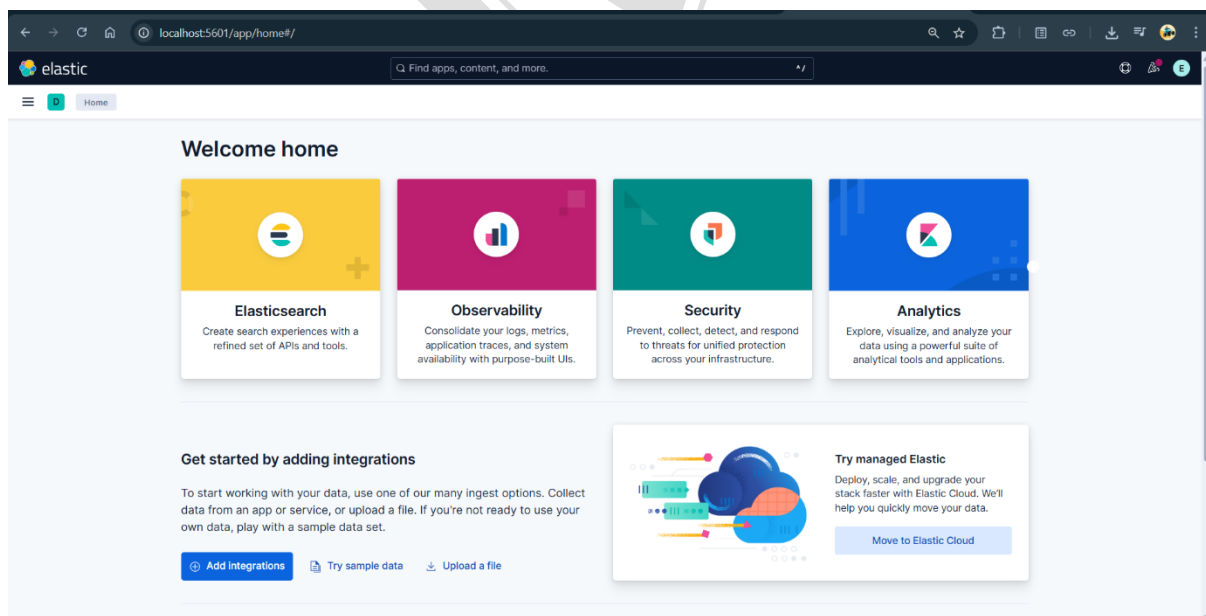 localhost:5601/app/home#/
elastic
Find apps, content, and more.
^/
E
D
Home
Welcome home
Elasticsearch
Create search experiences with a
refined set of APIs and tools.
Observability
Consolidate your logs, metrics,
application traces, and system
availability with purpose-built UIs.
Security
Prevent, collect, detect, and respond
to threats for unified protection
across your infrastructure.
Analytics
Explore, visualize, and analyze your
data using a powerful suite of
analytical tools and applications.
Get started by adding integrations
To start working with your data, use one of our many ingest options. Collect
data from an app or service, or upload a file. If you're not ready to use your
own data, play with a sample data set.
Add integrations
Try sample data
Upload a file
Try managed Elastic
Deploy, scale, and upgrade your
stack faster with Elastic Cloud. We'll
help you quickly move your data.
Move to Elastic Cloud